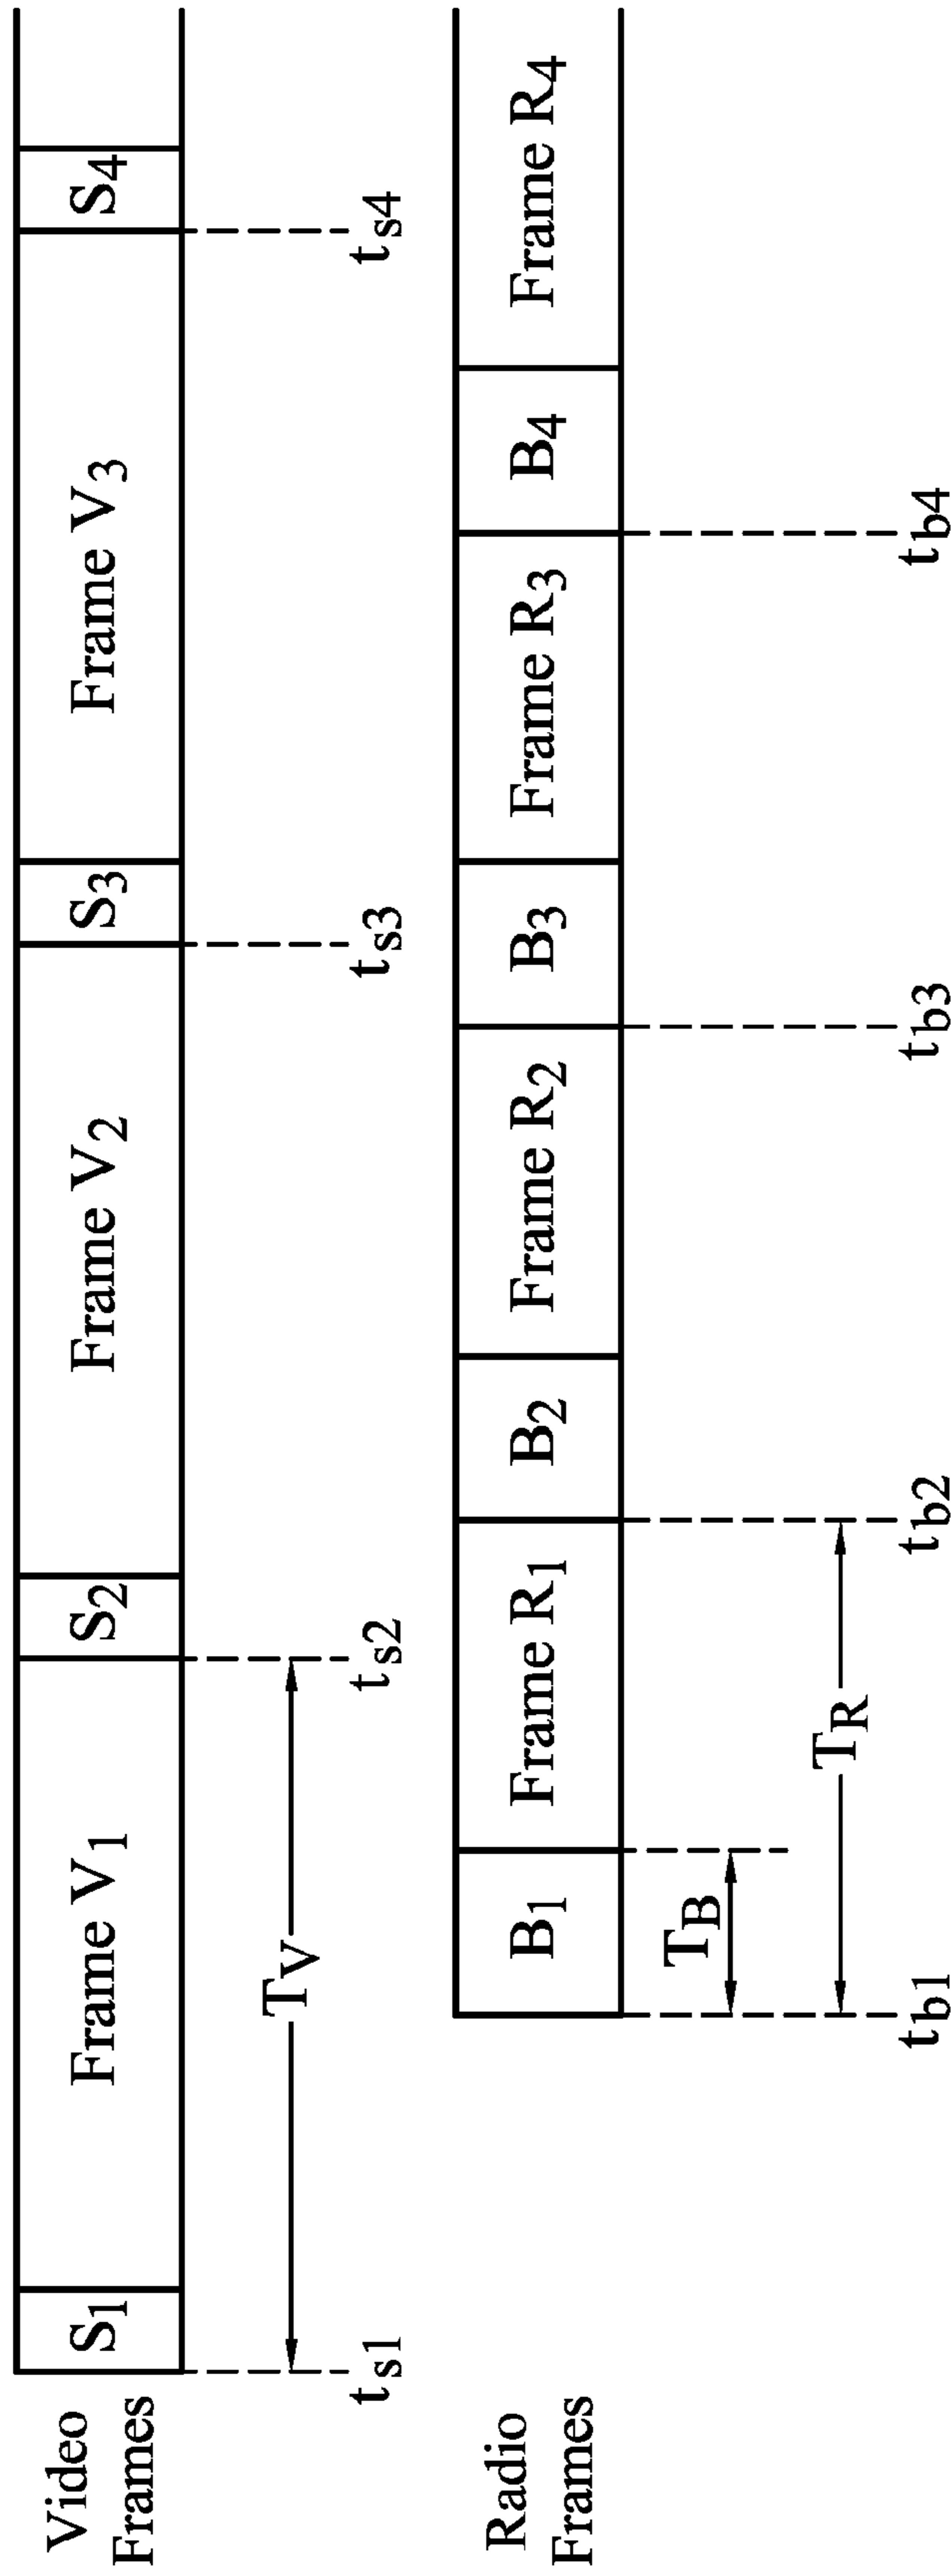 Video
Frames
S1
Frame V1
S2
Frame V2
S3
Frame V3
S4
TV
ts1
ts2
ts3
ts4
Radio
Frames
B1
Frame R1
B2
Frame R2
B3
Frame R3
B4
Frame R4
TB
TR
tb1
tb2
tb3
tb4